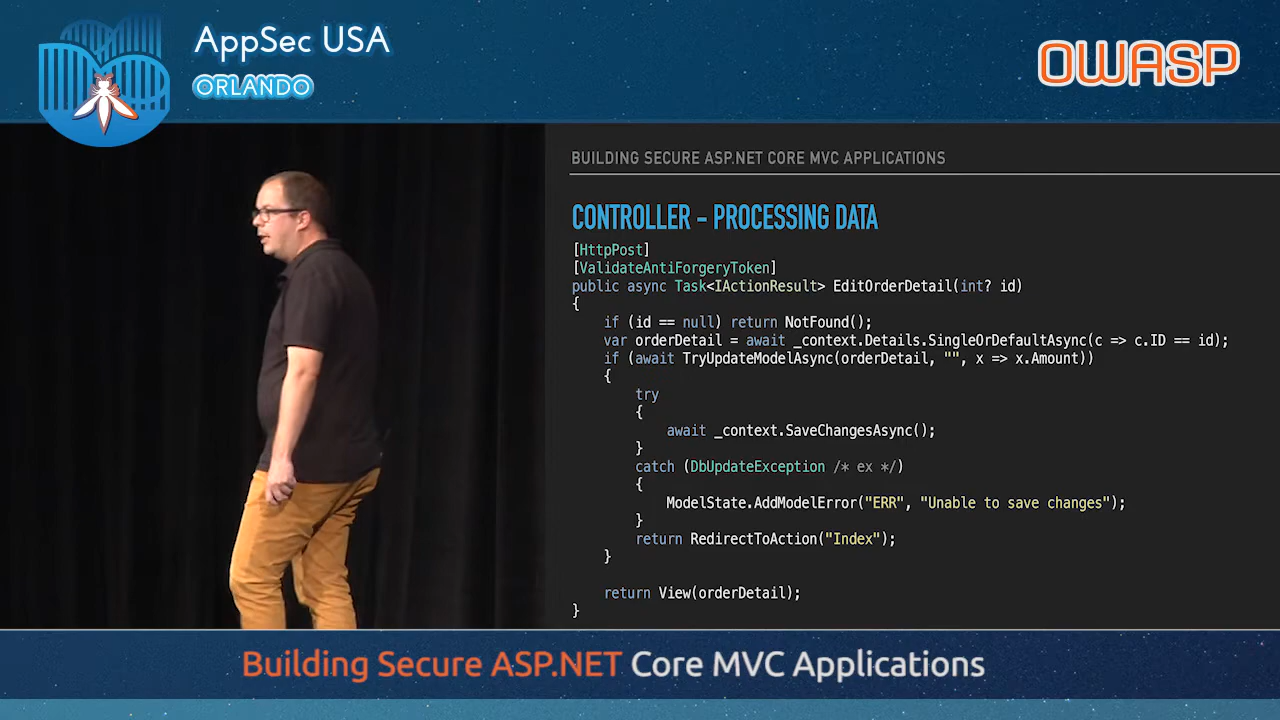 AppSec USA
ORLANDO
OWASP
BUILDING SECURE ASP.NET CORE MVC APPLICATIONS
CONTROLLER - PROCESSING DATA
[HttpPost]
[ValidateAntiForgeryToken]
public async Task<IActionResult> EditOrderDetail(int? id)
{
    if (id == null) return NotFound();
    var orderDetail = await _context.Details.SingleOrDefaultAsync(c => c.ID == id);
    if (await TryUpdateModelAsync(orderDetail, "", x => x.Amount))
    {
        try
        {
            await _context.SaveChangesAsync();
        }
        catch (DbUpdateException /* ex */)
        {
            ModelState.AddModelError("ERR", "Unable to save changes");
        }
        return RedirectToAction("Index");
    }
    return View(orderDetail);
}
Building Secure ASP.NET Core MVC Applications